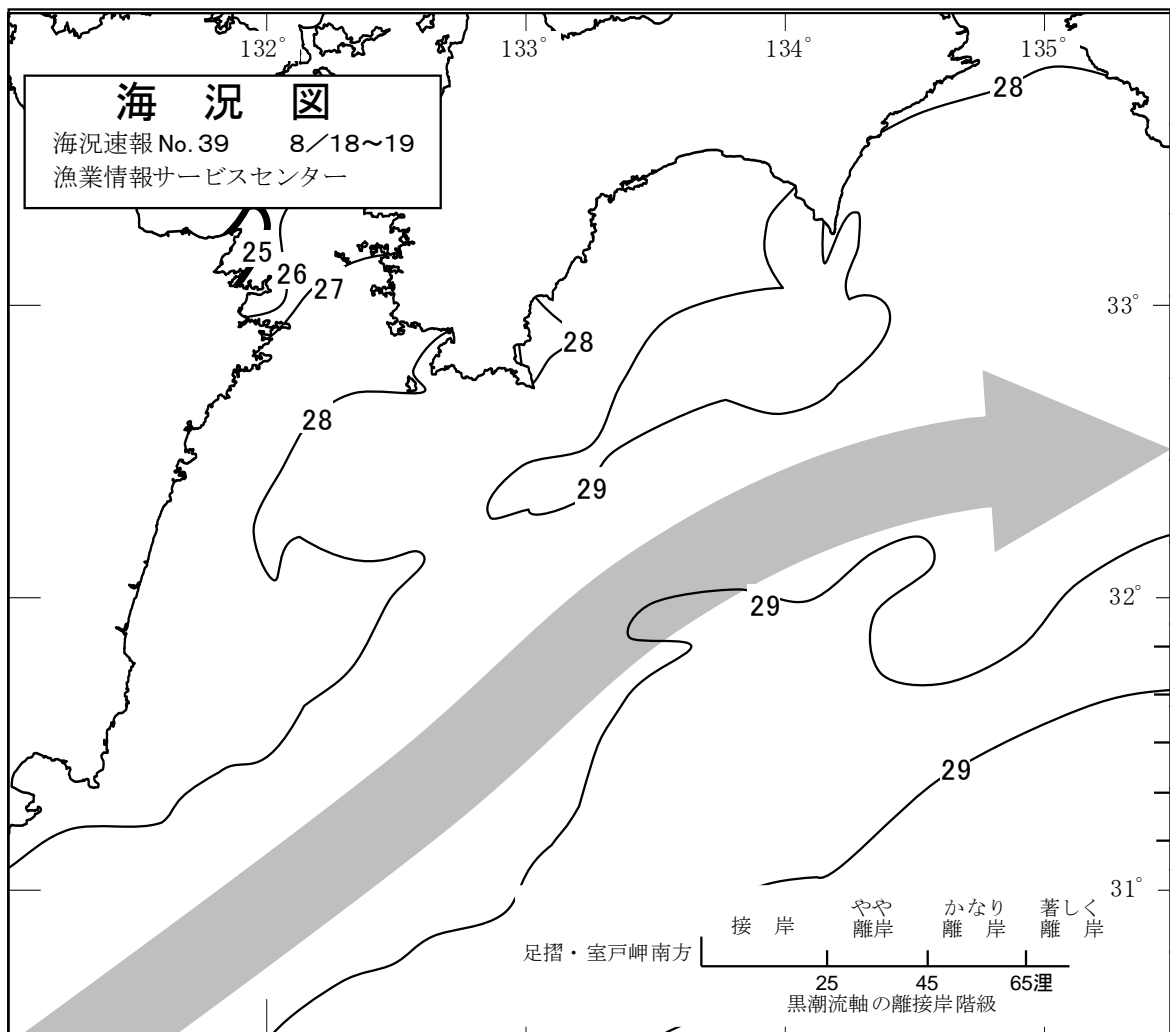 132° 133° 134° 135°
海 況 図
海況速報 No. 39 8/18~19
漁業情報サービスセンター
28
25
26
27
33°
28
28
29
29
32°
29
31°
接 岸 やや離岸 かなり離 岸 著しく離 岸
足摺・室戸岬南方
25 45 65浬
黒潮流軸の離接岸階級